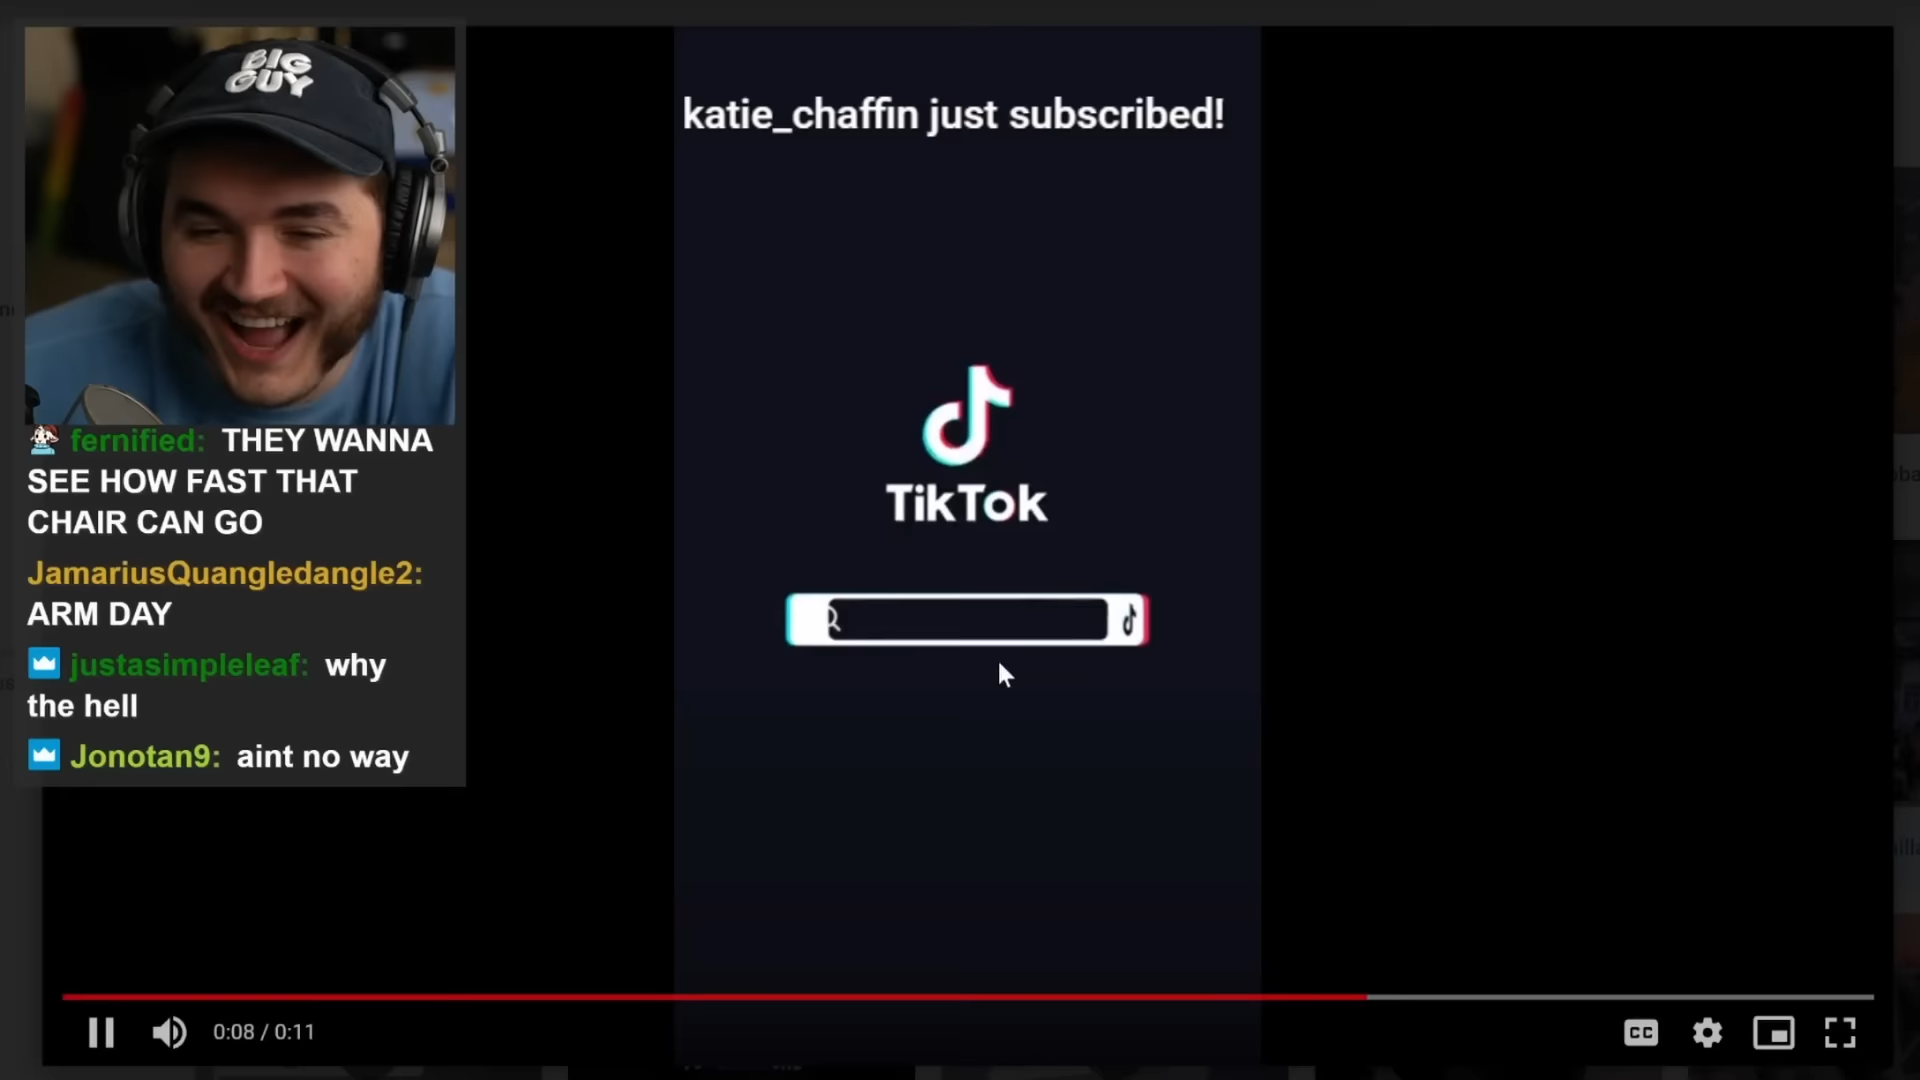 BIG
GUY
katie_chaffin just subscribed!
TikTok
fernified: THEY WANNA
SEE HOW FAST THAT
CHAIR CAN GO
JamariusQuangledangle2:
ARM DAY
justasimpleleaf: why
the hell
Jonotan9: aint no way
0:08 / 0:11
CC